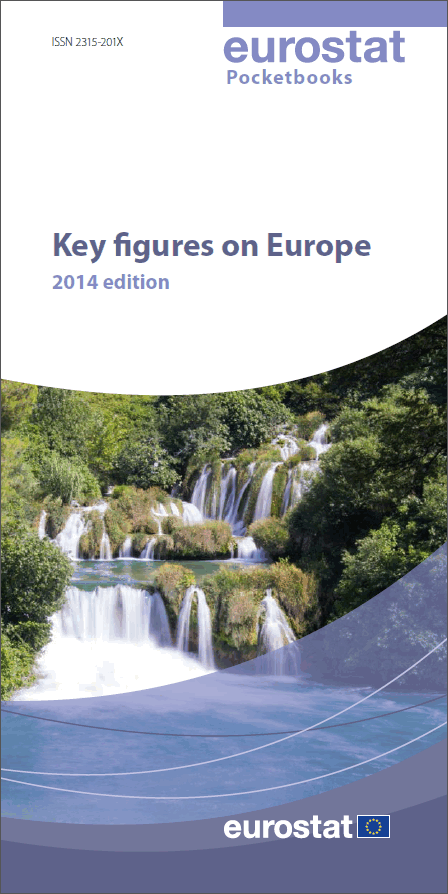 ISSN 2315-201X
eurostat
Pocketbooks
Key figures on Europe
2014 edition
eurostat